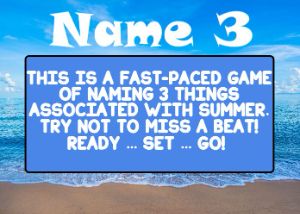 Name 3
THIS IS A FAST-PACED GAME
OF NAMING 3 THINGS
ASSOCIATED WITH SUMMER.
TRY NOT TO MISS A BEAT!
READY ... SET ... GO!